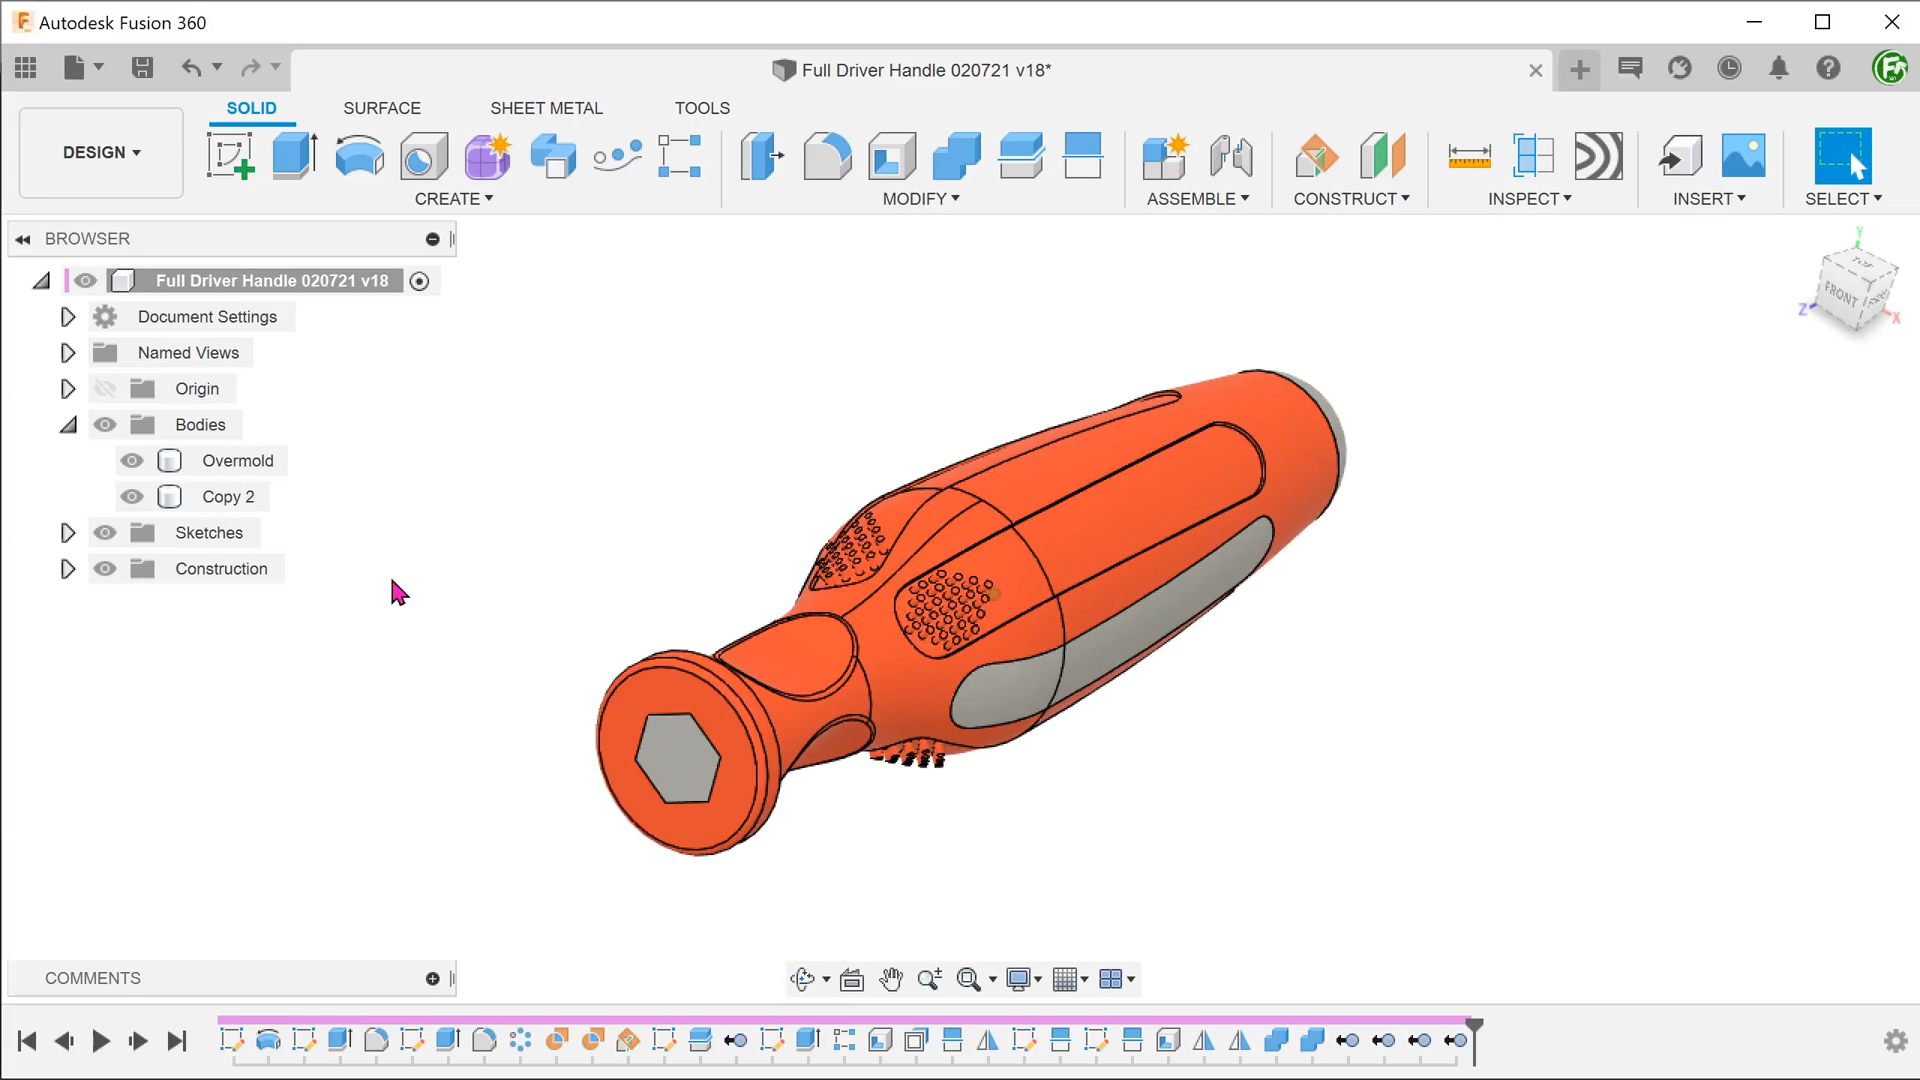 Autodesk Fusion 360
Full Driver Handle 020721 v18*
SOLID SURFACE SHEET METAL TOOLS
DESIGN
CREATE MODIFY ASSEMBLE CONSTRUCT INSPECT INSERT SELECT
BROWSER
Full Driver Handle 020721 v18
Document Settings
Named Views
Origin
Bodies
Overmold
Copy 2
Sketches
Construction
Y
TOP
FRONT
Z
X
COMMENTS